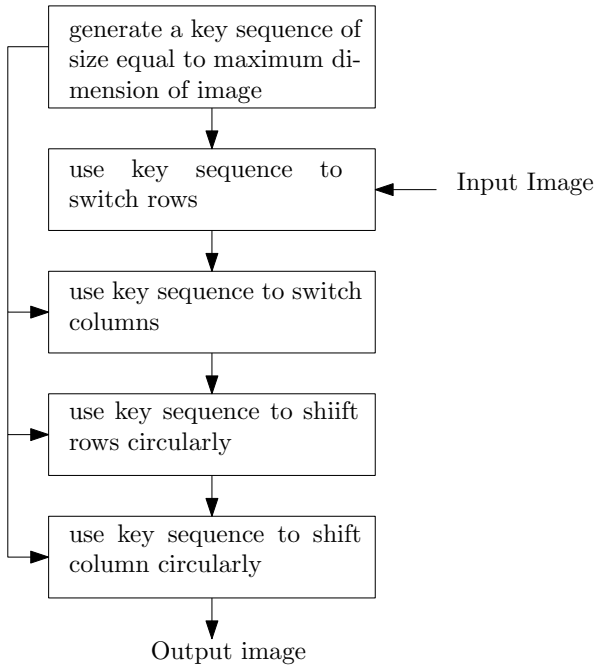 generate a key sequence of
size equal to maximum di-
mension of image
use key sequence to
switch rows
Input Image
use key sequence to switch
columns
use key sequence to shiift
rows circularly
use key sequence to shift
column circularly
Output image